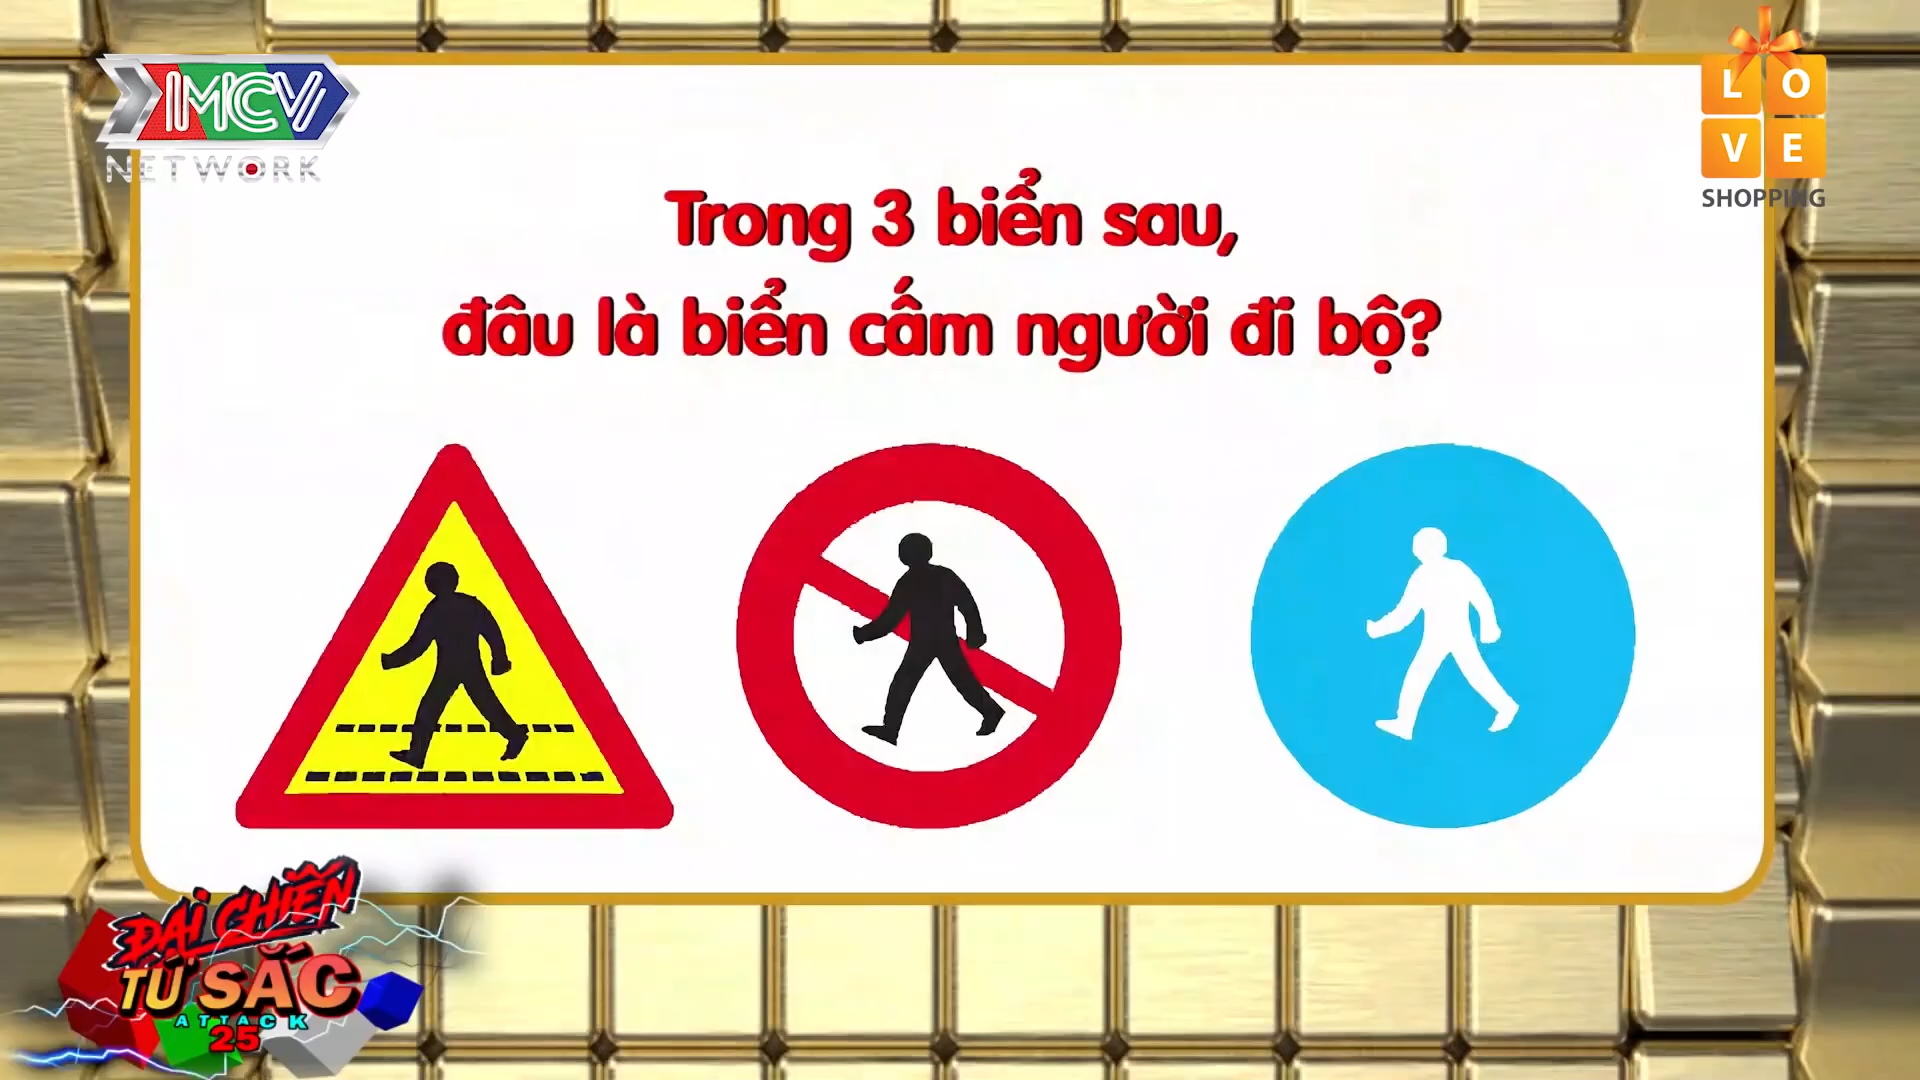 MCV
NETWORK
LOVE
SHOPPING
Trong 3 biển sau,
đâu là biển cấm người đi bộ?
ĐẠI CHIẾN
TỨ SẮC
ATTACK
25